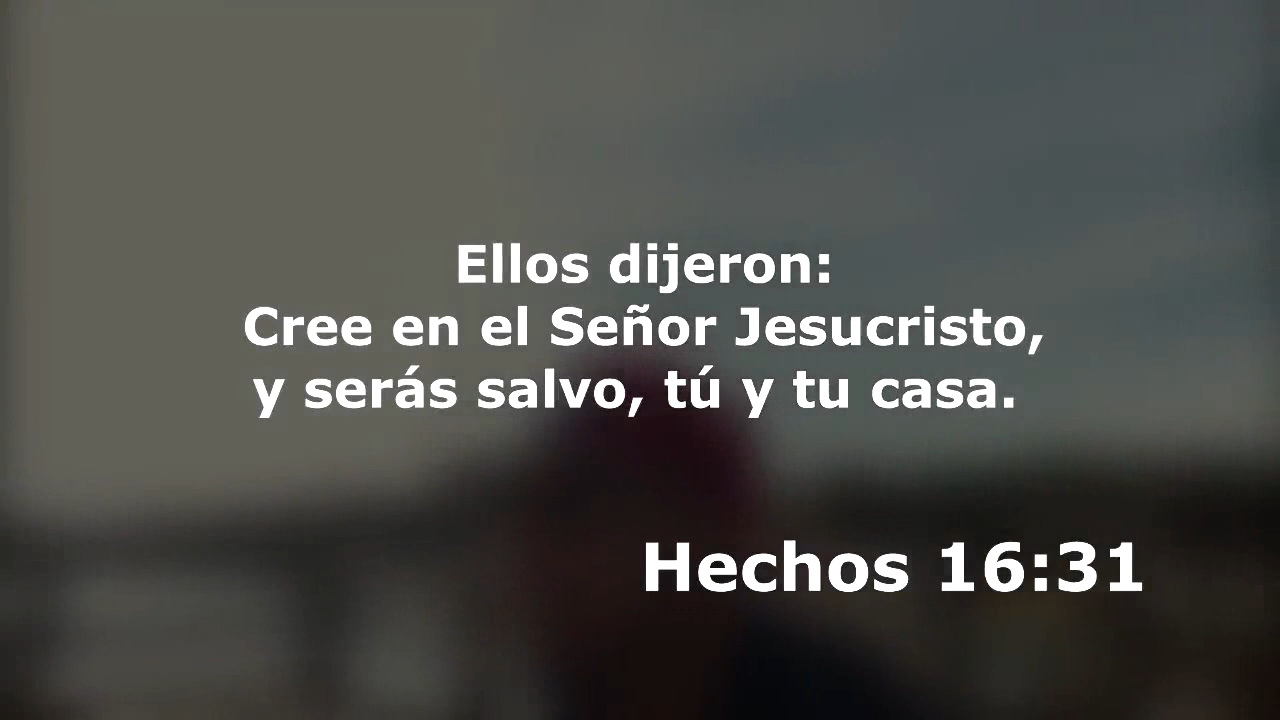 Ellos dijeron:
Cree en el Señor Jesucristo,
y serás salvo, tú y tu casa.
Hechos 16:31